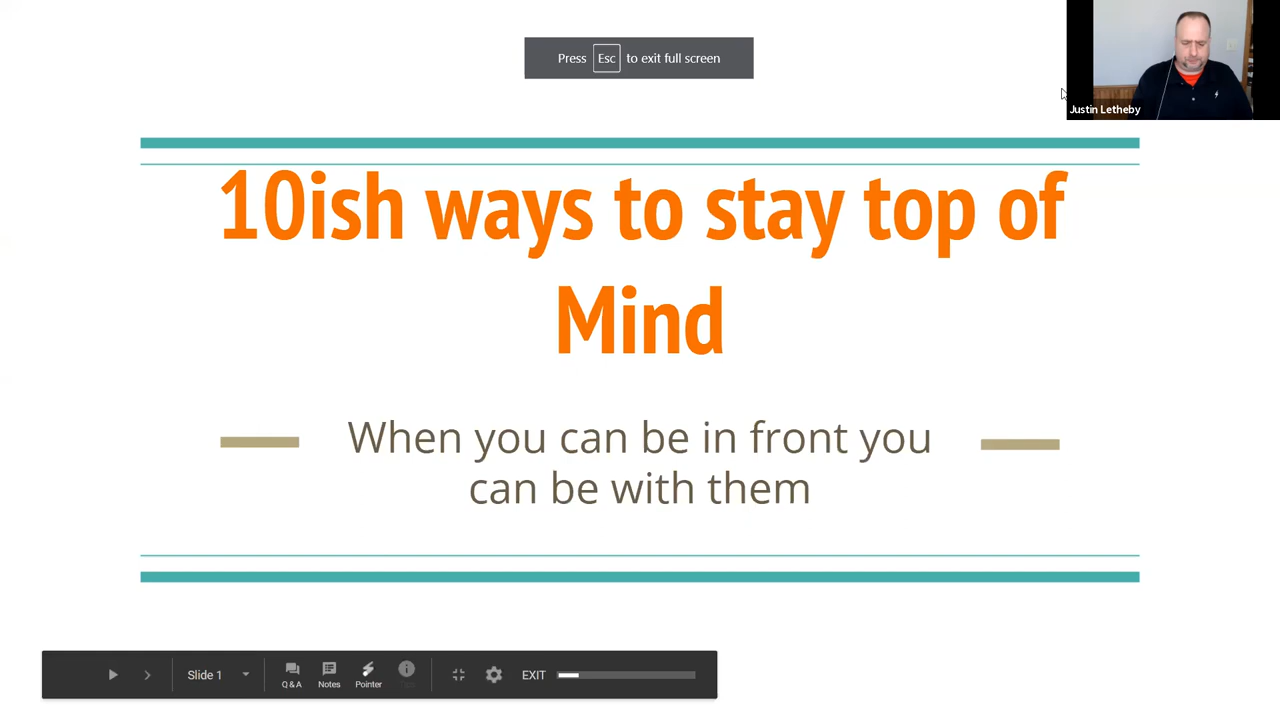 Press Esc to exit full screen
Justin Letheby
10ish ways to stay top of
Mind
When you can be in front you
can be with them
Slide 1
Q & A
Notes
Pointer
EXIT